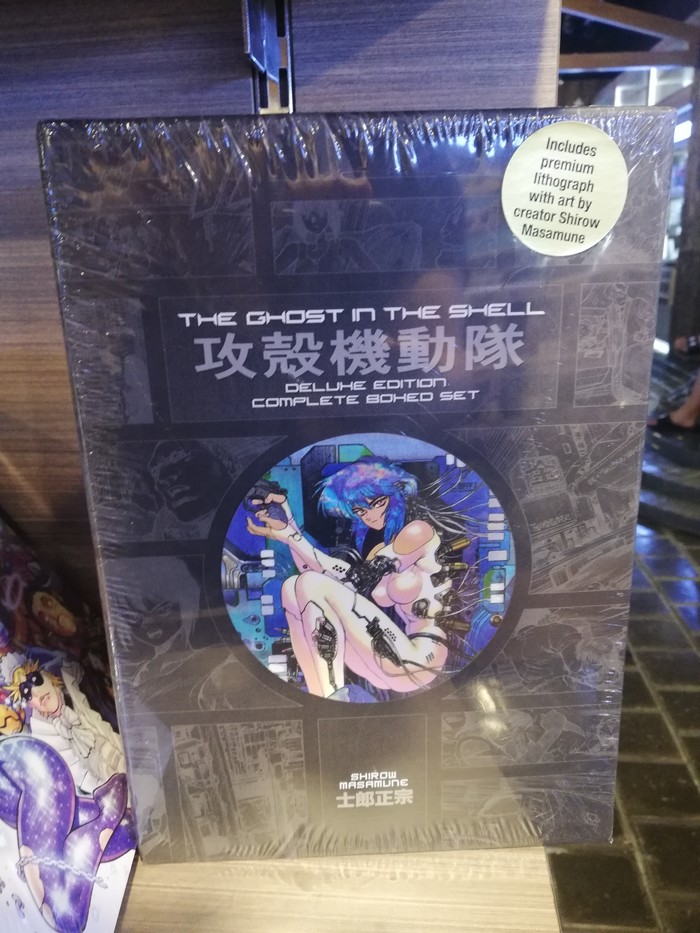 Includes
premium
lithograph
with art by
creator Shirow
Masamune
THE GHOST IN THE SHELL
攻殻機動隊
DELUXE EDITION
COMPLETE BOXED SET
SHIROW
MASAMUNE
士郎正宗